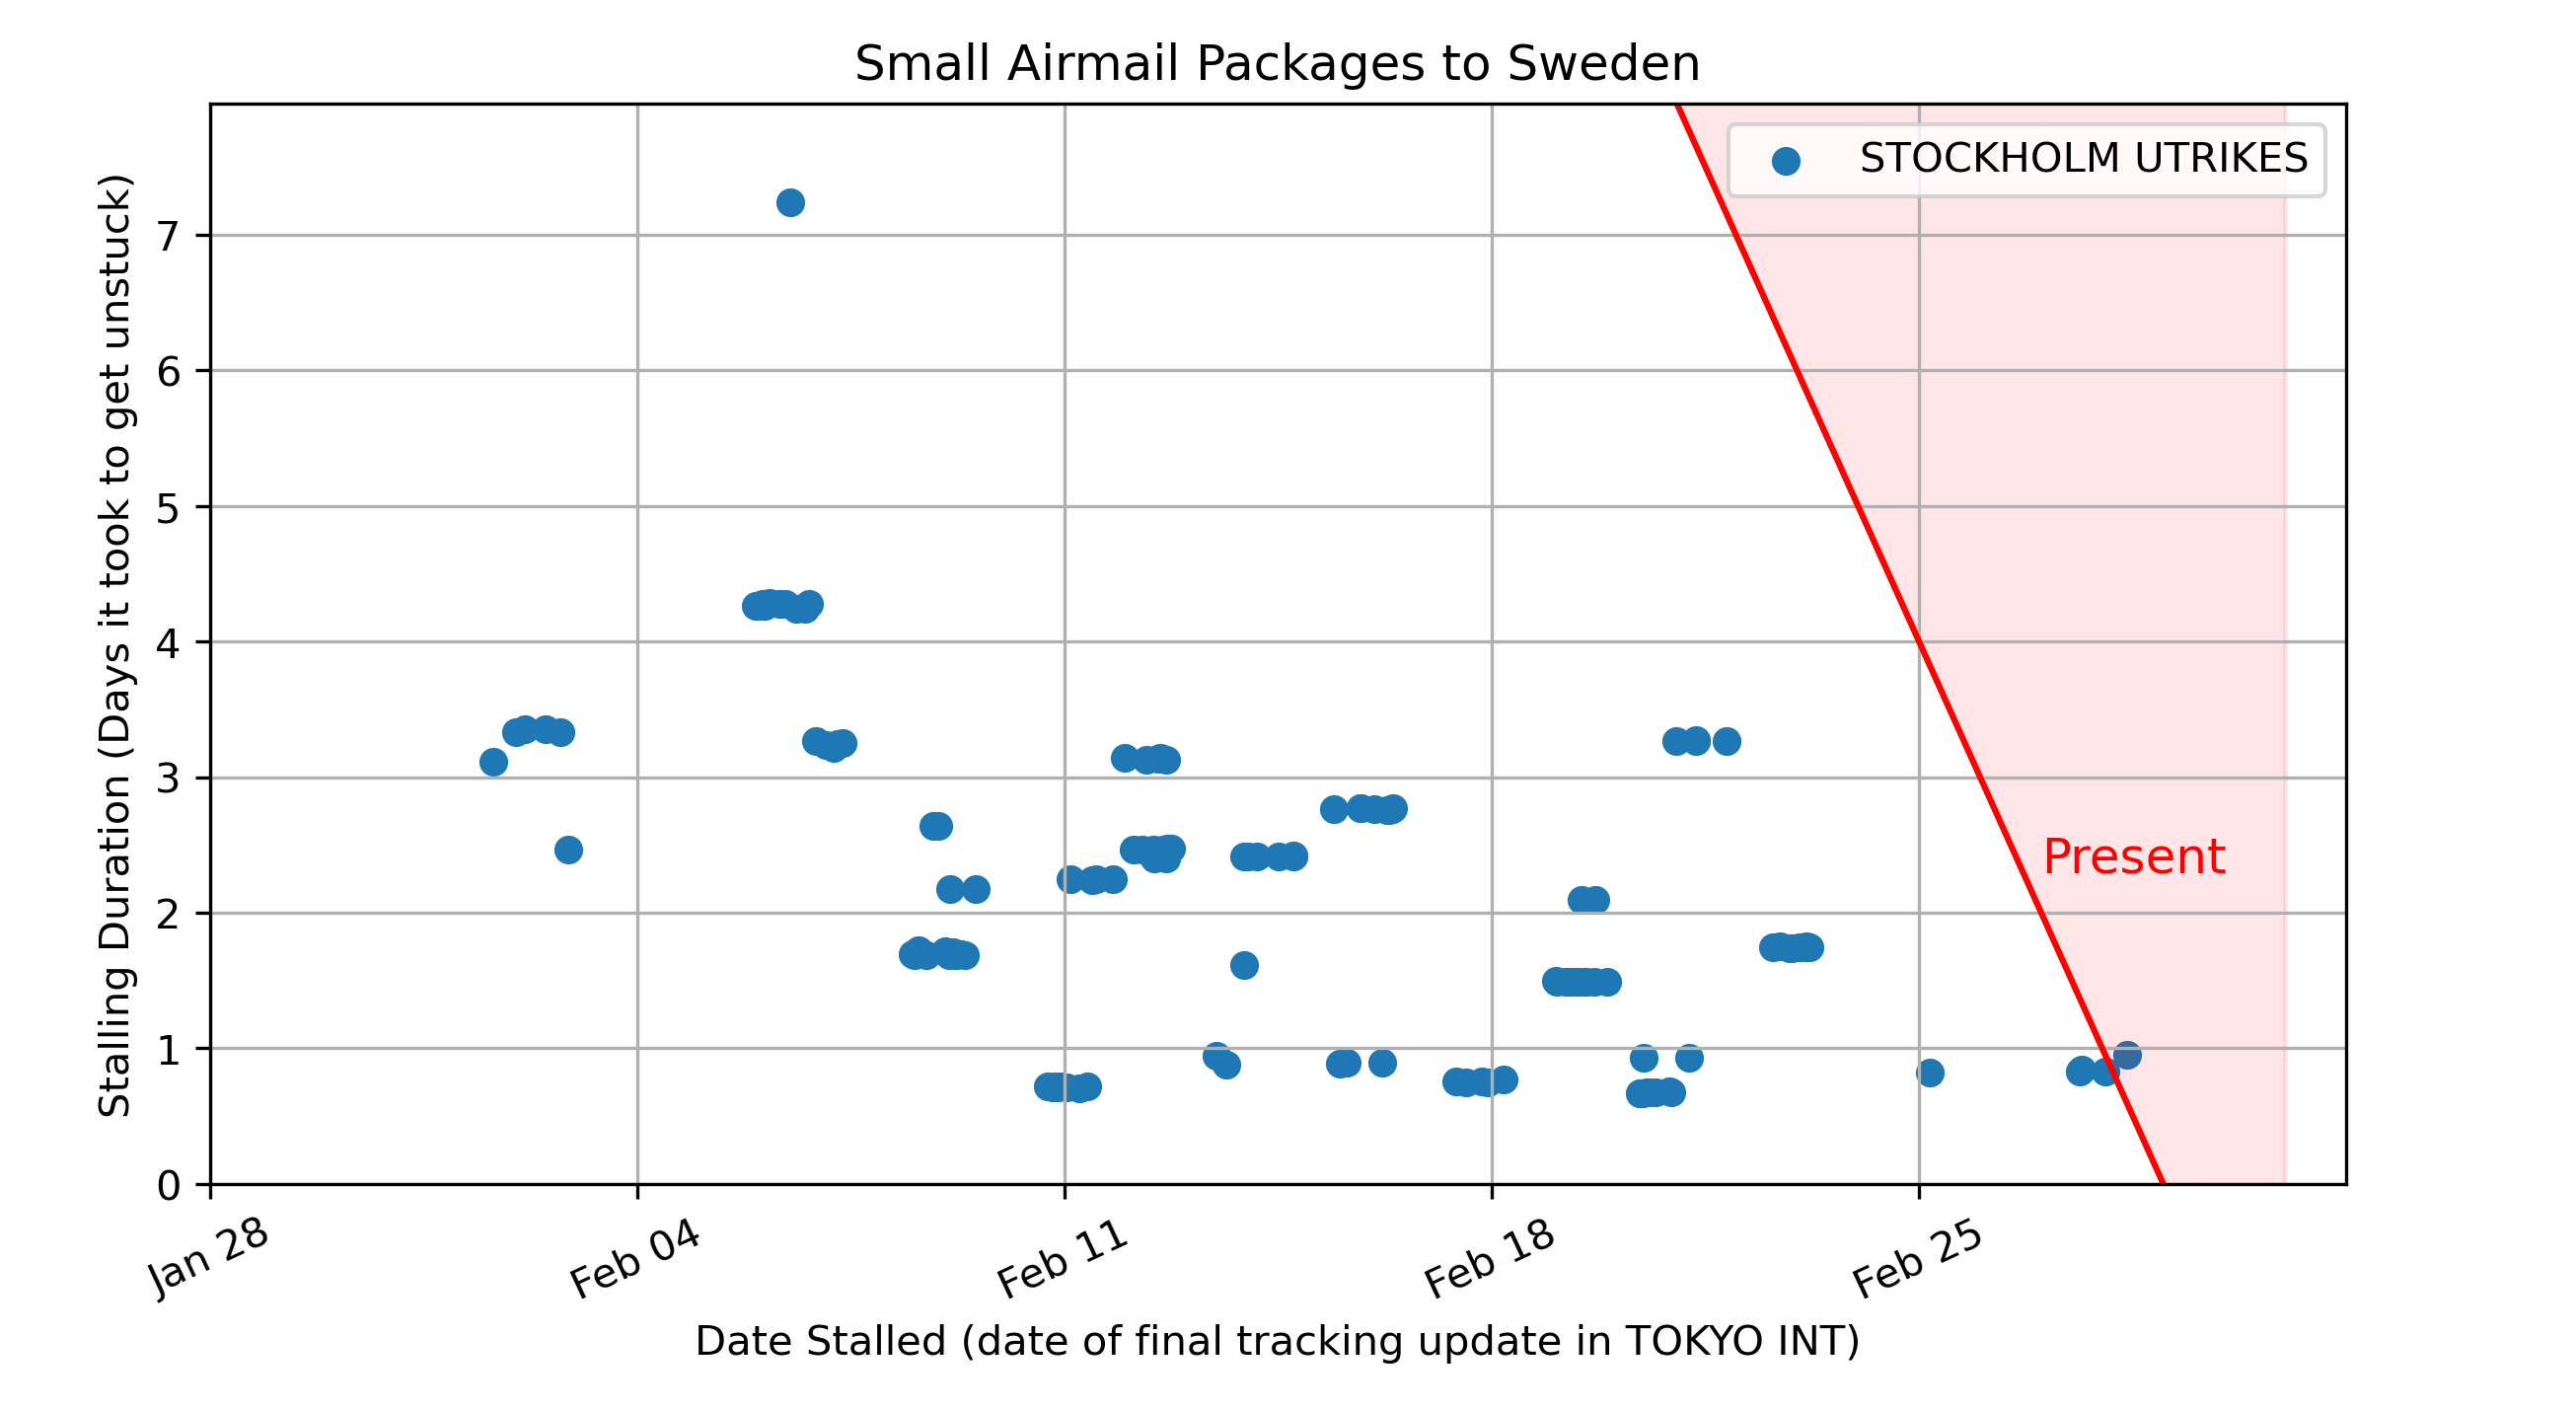 Small Airmail Packages to Sweden
STOCKHOLM UTRIKES
Stalling Duration (Days it took to get unstuck)
7
6
5
4
3
2
1
0
Present
Jan 28
Feb 04
Feb 11
Feb 18
Feb 25
Date Stalled (date of final tracking update in TOKYO INT)